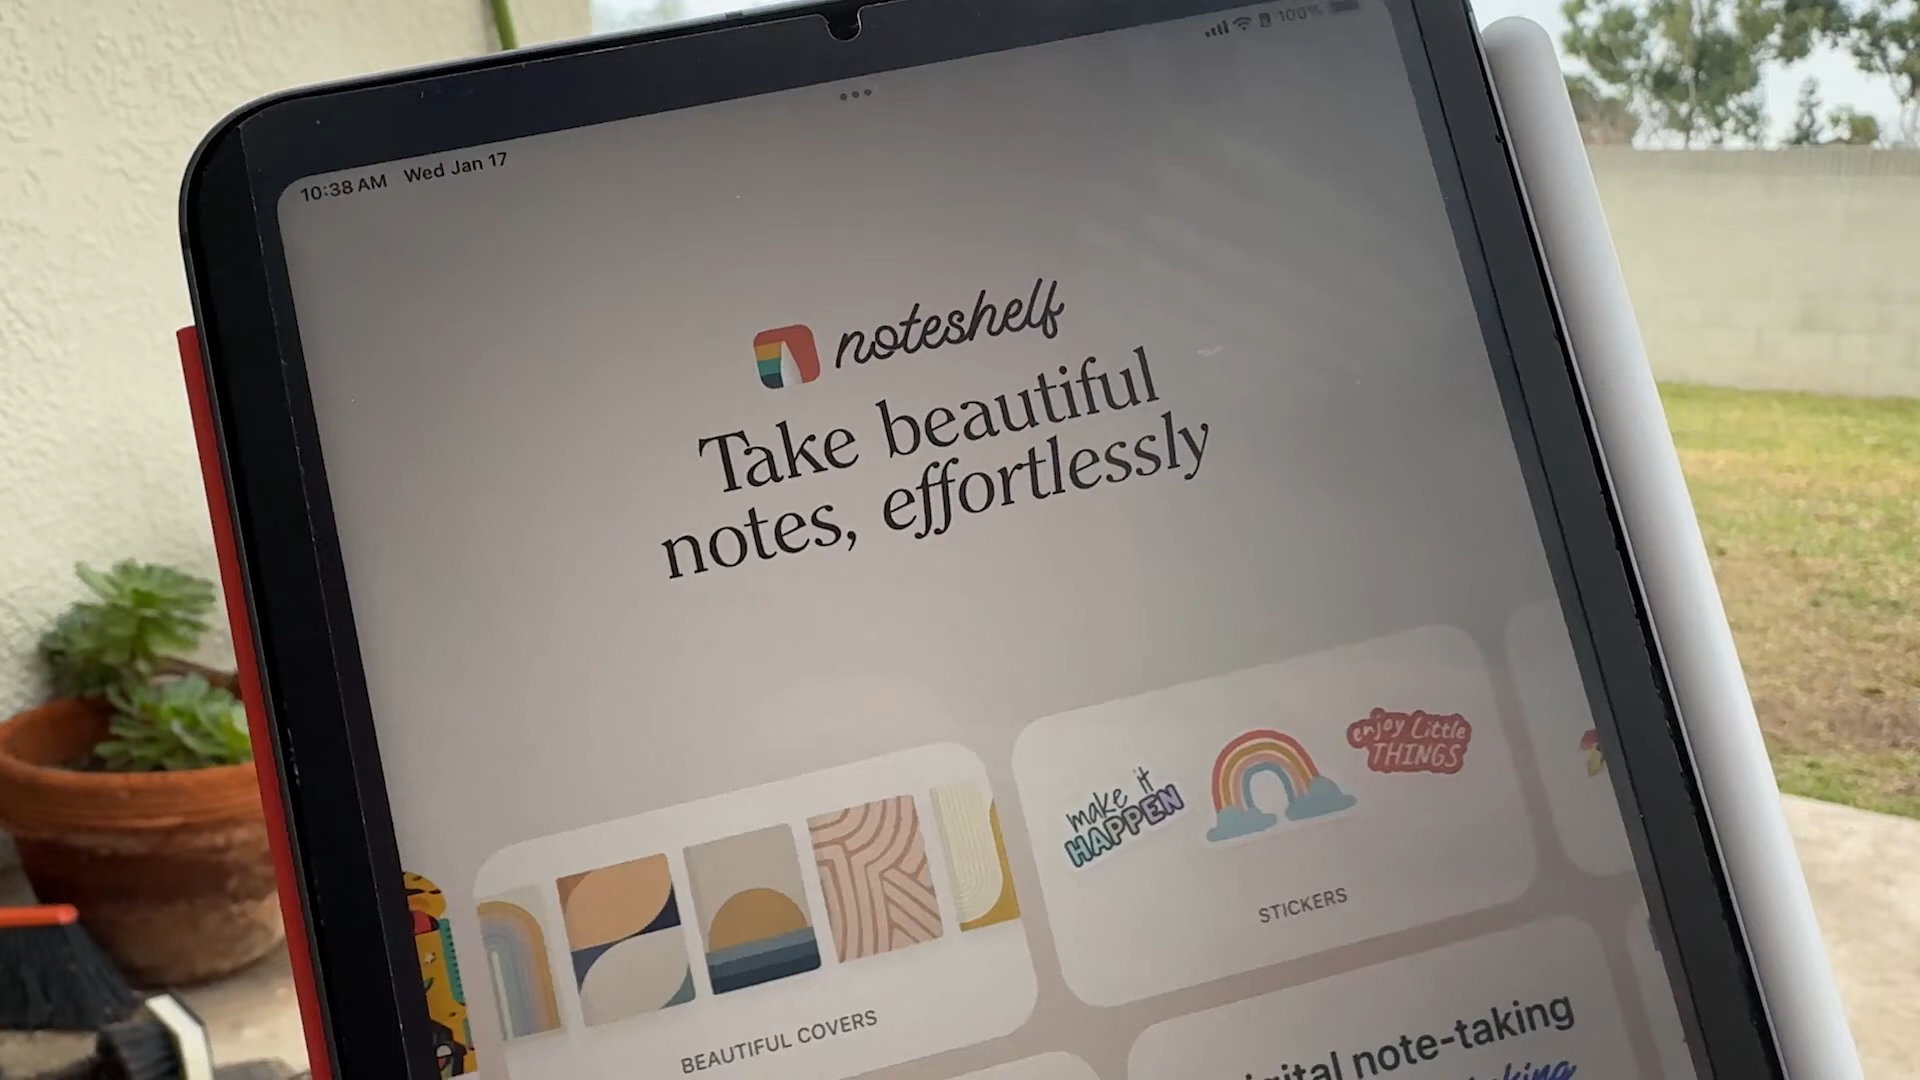 100%
10:38 AM Wed Jan 17
noteshelf
Take beautiful
notes, effortlessly
make it
HAPPEN
enjoy Little
THINGS
STICKERS
BEAUTIFUL COVERS
note-taking